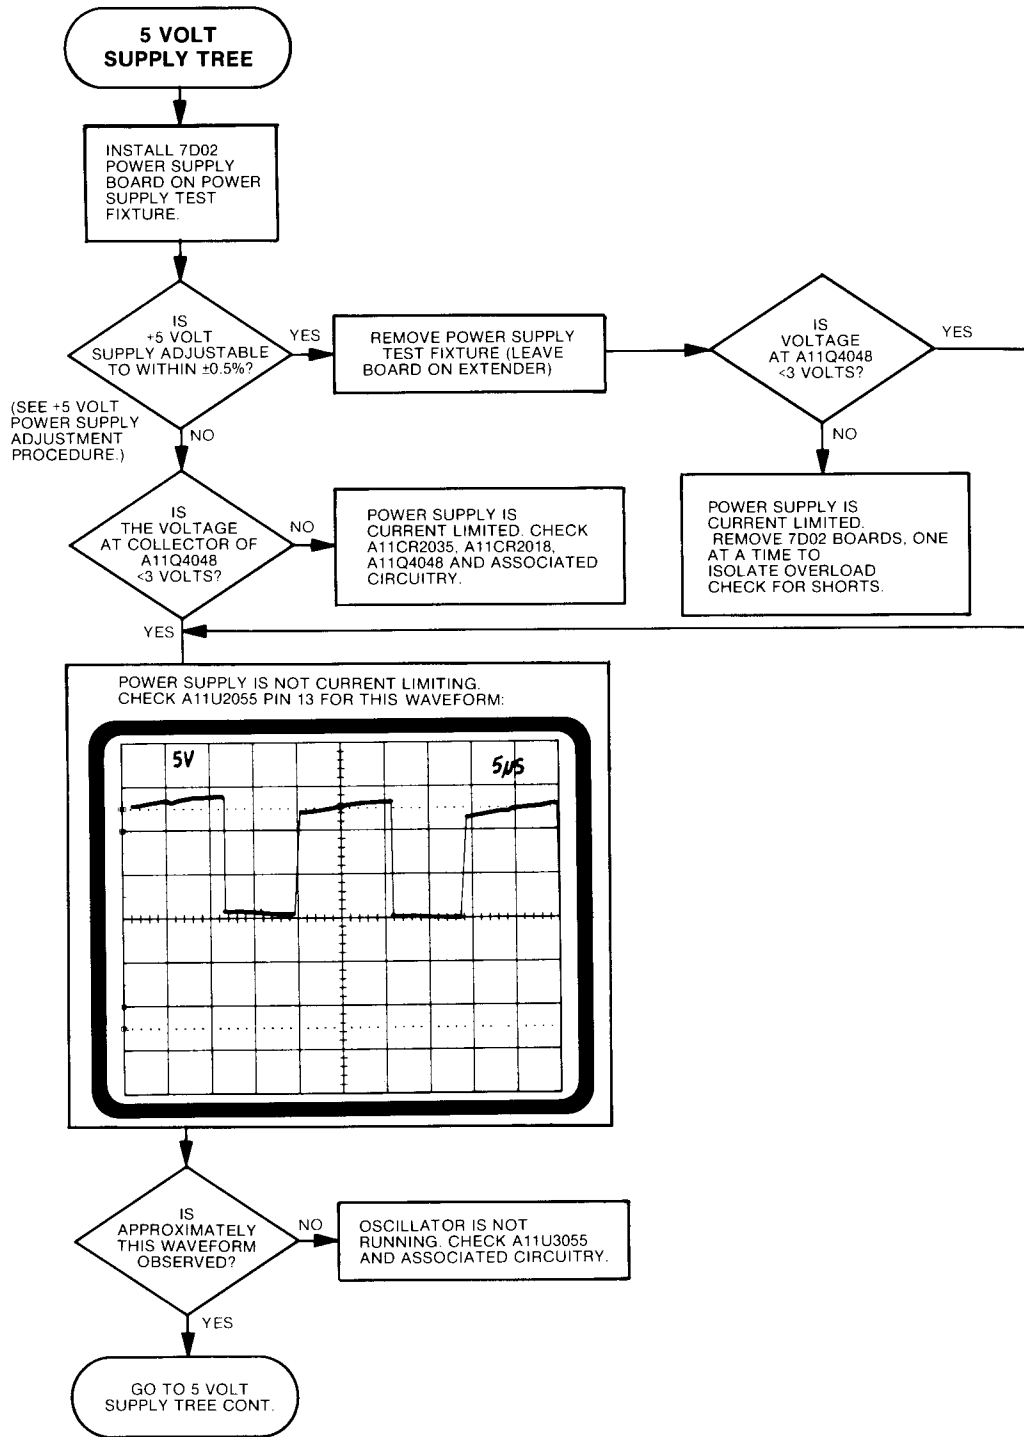 5 VOLT
SUPPLY TREE
INSTALL 7D02
POWER SUPPLY
BOARD ON POWER
SUPPLY TEST
FIXTURE.
IS
+5 VOLT
SUPPLY ADJUSTABLE
TO WITHIN ±0.5%?
YES
REMOVE POWER SUPPLY
TEST FIXTURE (LEAVE
BOARD ON EXTENDER)
IS
VOLTAGE
AT A11Q4048
<3 VOLTS?
YES
(SEE +5 VOLT
POWER SUPPLY
ADJUSTMENT
PROCEDURE.)
NO
NO
IS
THE VOLTAGE
AT COLLECTOR OF
A11Q4048
<3 VOLTS?
NO
POWER SUPPLY IS
CURRENT LIMITED. CHECK
A11CR2035, A11CR2018,
A11Q4048 AND ASSOCIATED
CIRCUITRY.
POWER SUPPLY IS
CURRENT LIMITED.
REMOVE 7D02 BOARDS, ONE
AT A TIME TO
ISOLATE OVERLOAD
CHECK FOR SHORTS.
YES
POWER SUPPLY IS NOT CURRENT LIMITING.
CHECK A11U2055 PIN 13 FOR THIS WAVEFORM:
5V
5µS
IS
APPROXIMATELY
THIS WAVEFORM
OBSERVED?
NO
OSCILLATOR IS NOT
RUNNING. CHECK A11U3055
AND ASSOCIATED CIRCUITRY.
YES
GO TO 5 VOLT
SUPPLY TREE CONT.